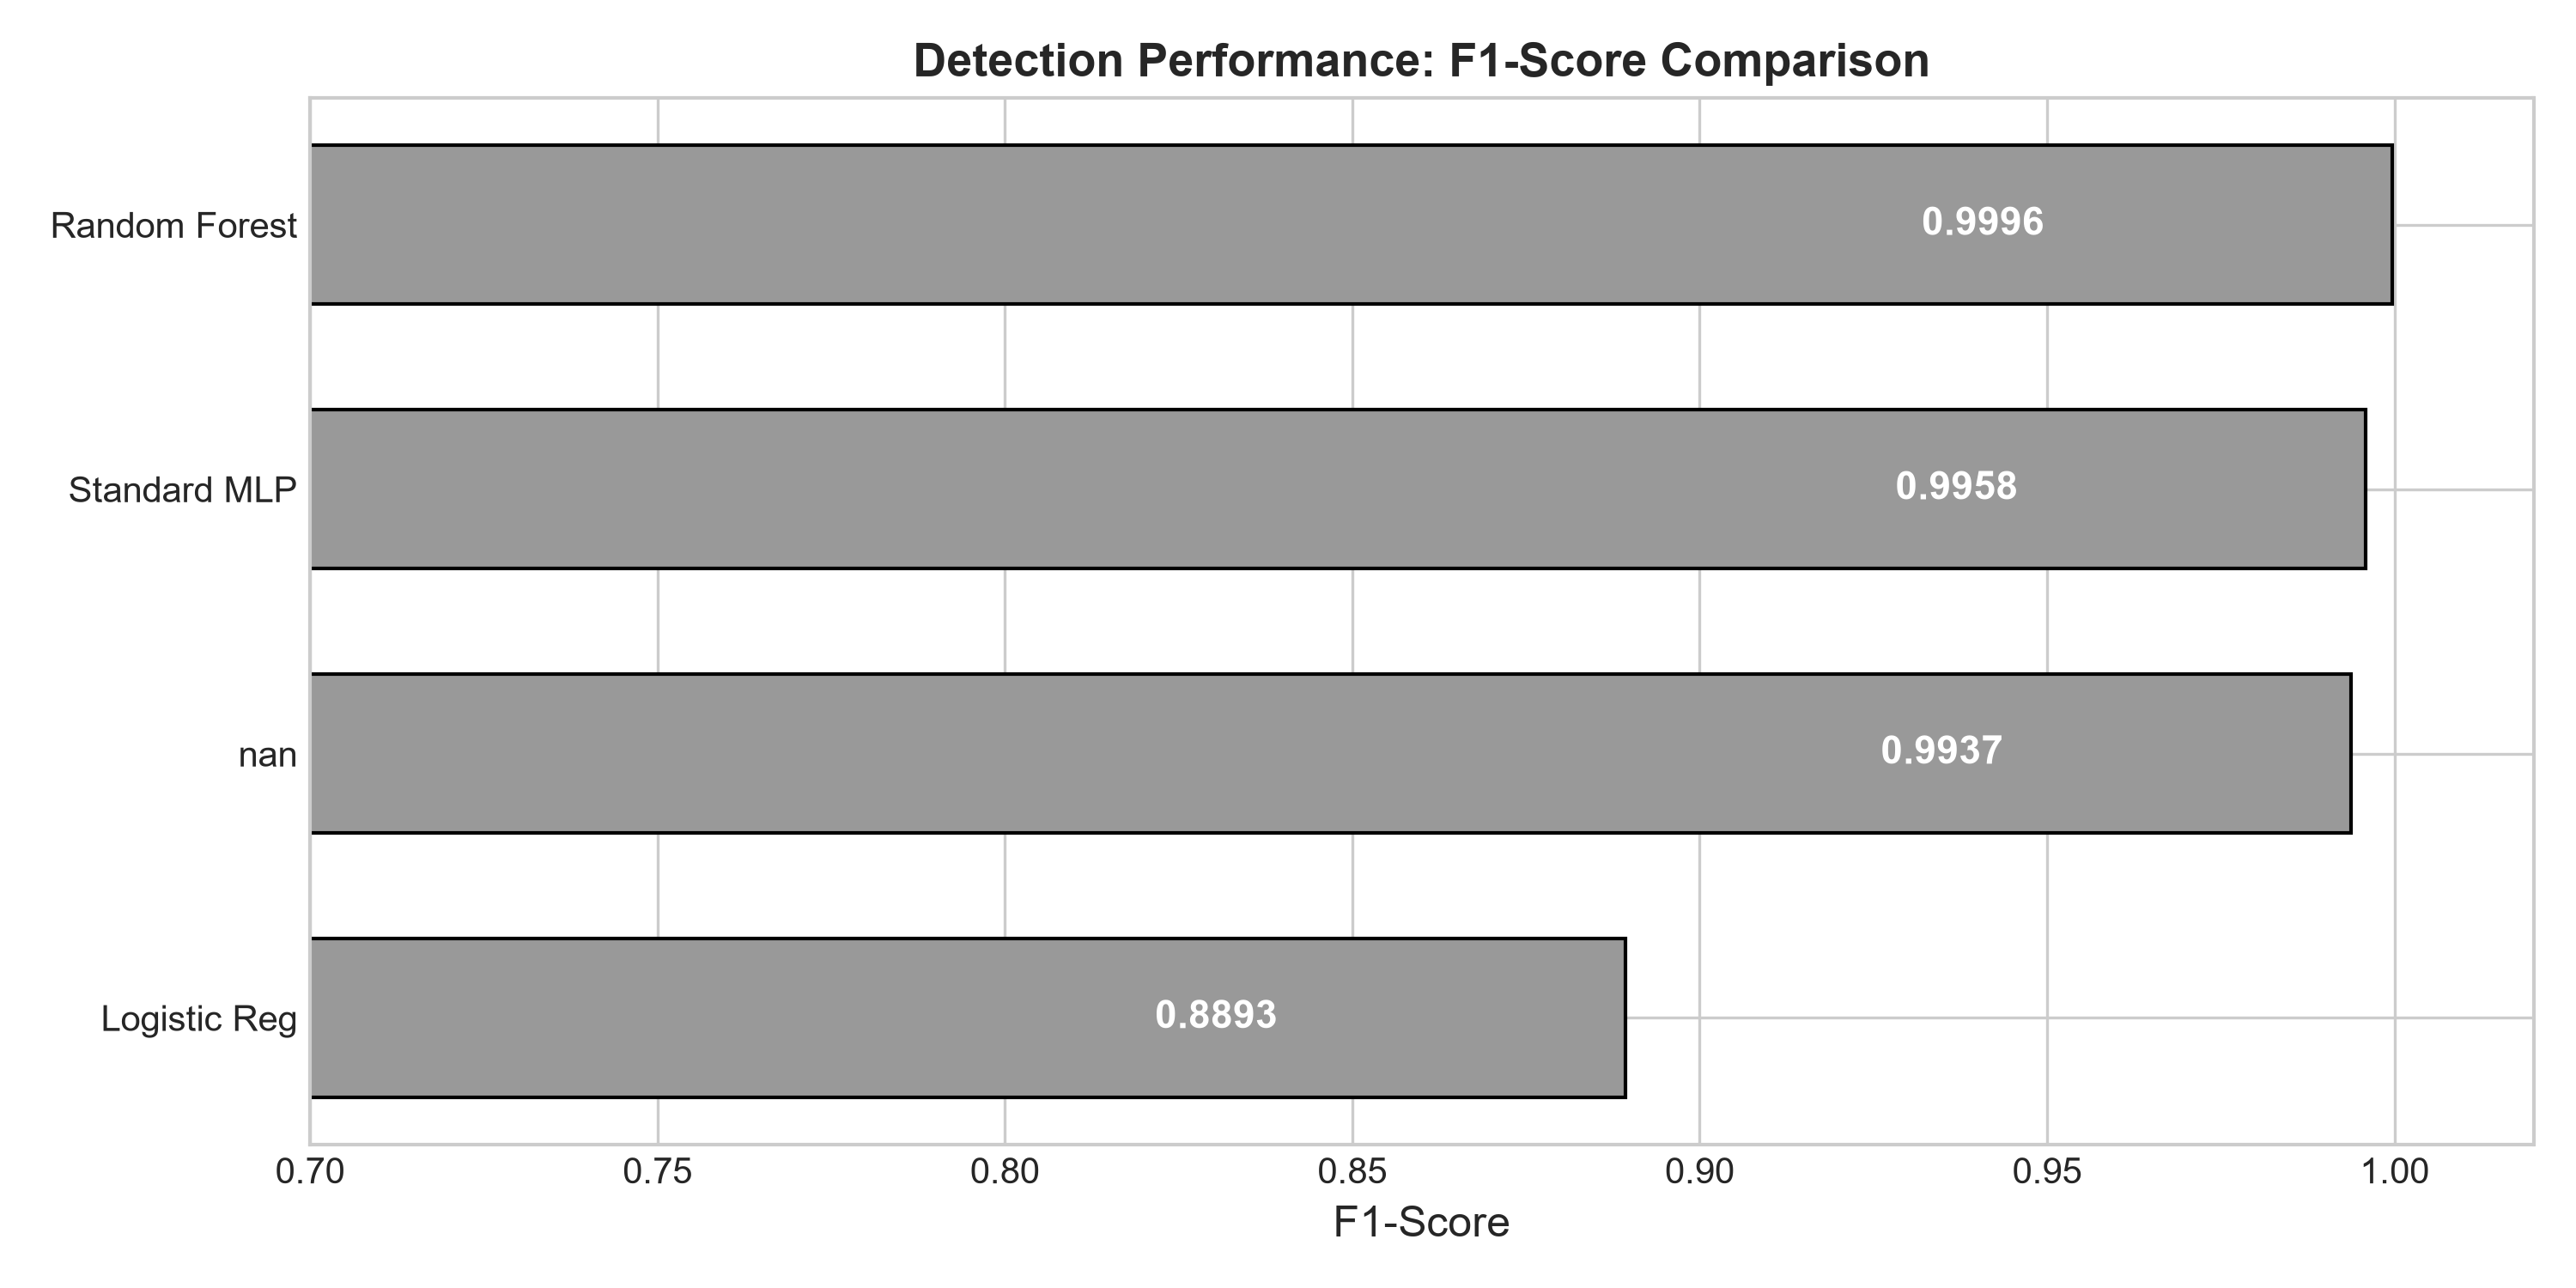 Detection Performance: F1-Score Comparison
Random Forest
0.9996
Standard MLP
0.9958
nan
0.9937
Logistic Reg
0.8893
0.70 0.75 0.80 0.85 0.90 0.95 1.00
F1-Score